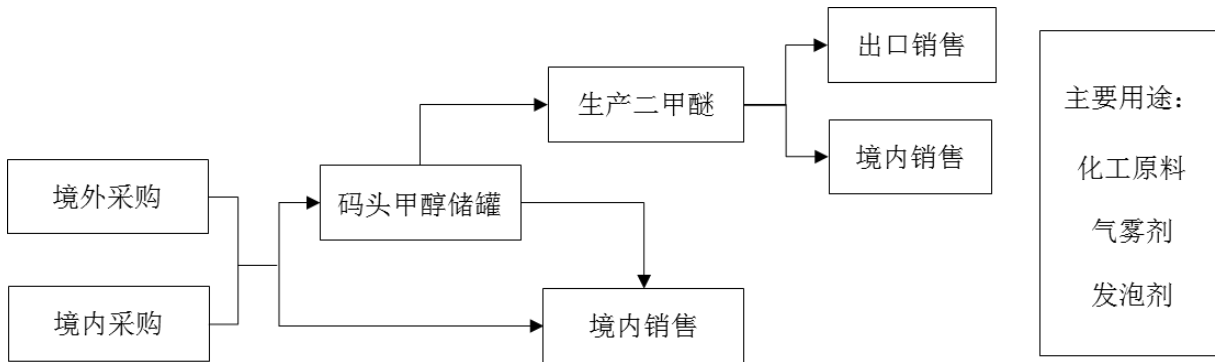 出口销售
生产二甲醚
境内销售
境外采购
码头甲醇储罐
境内采购
境内销售
主要用途：
化工原料
气雾剂
发泡剂